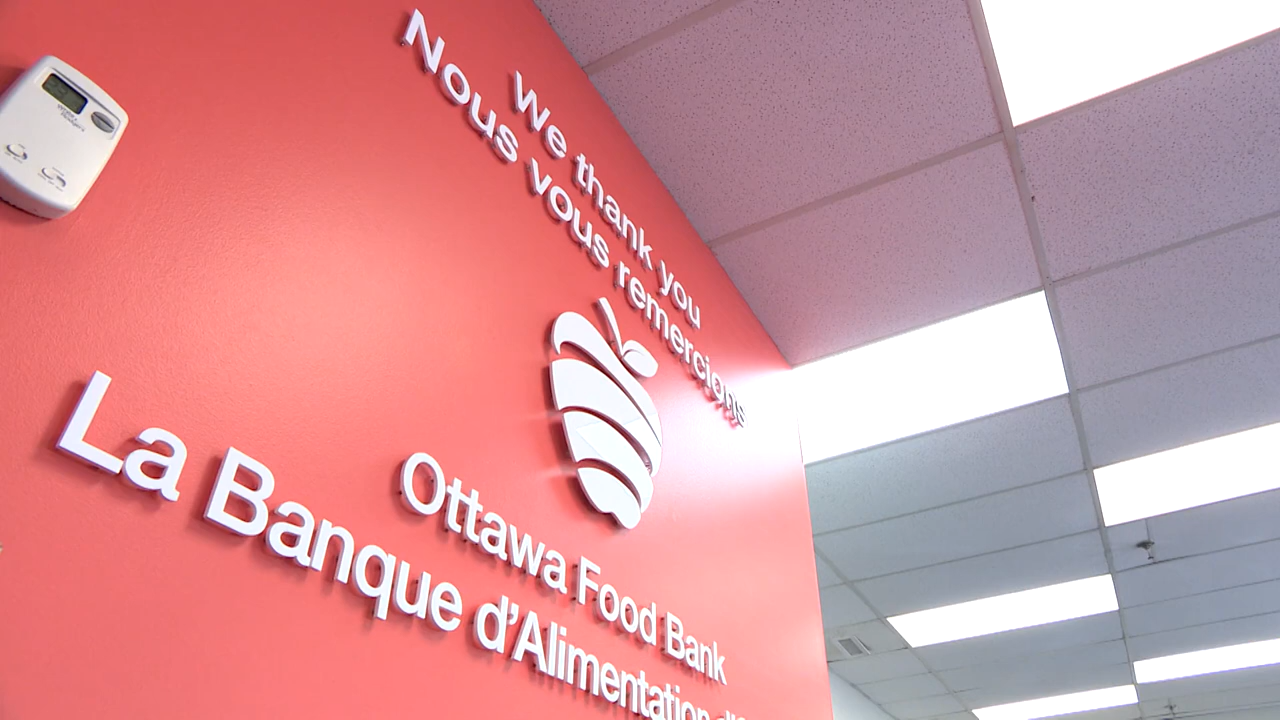 We thank you
Nous vous remercions
Ottawa Food Bank
La Banque d'Alimentation